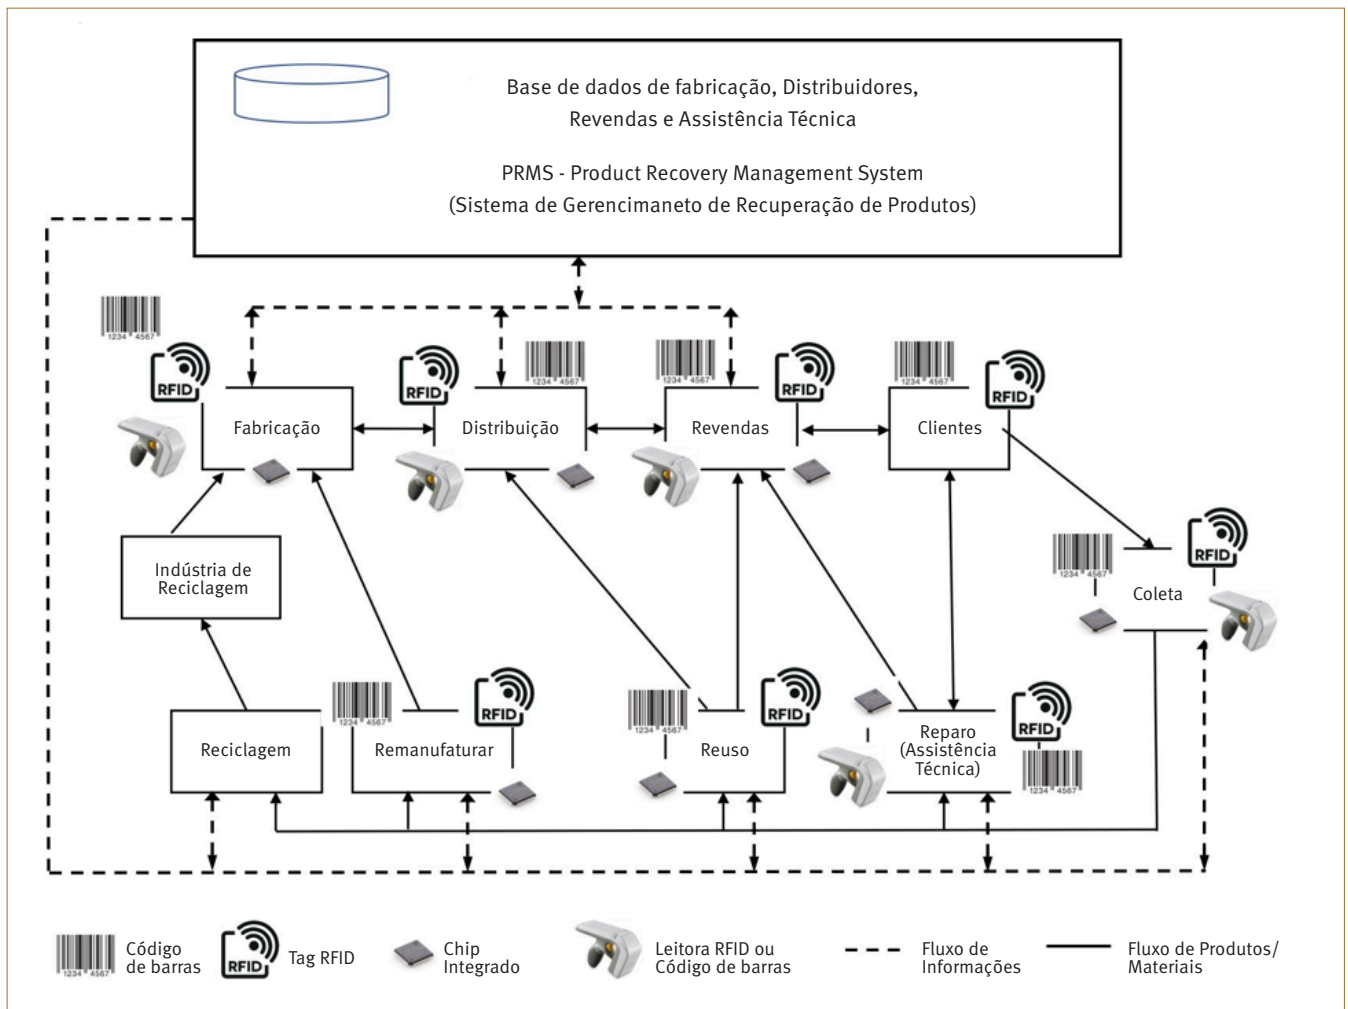 Base de dados de fabricação, Distribuidores,
Revendas e Assistência Técnica
PRMS - Product Recovery Management System
(Sistema de Gerencimaneto de Recuperação de Produtos)
1234 4567
RFID
RFID
1234 4567
1234 4567
RFID
1234 4567
RFID
Fabricação
Distribuição
Revendas
Clientes
1234 4567
RFID
Indústria de
Reciclagem
Coleta
1234 4567
RFID
1234 4567
RFID
RFID
Reciclagem
Remanufaturar
Reuso
Reparo
(Assistência
Técnica)
1234 4567
1234 4567
RFID
Código
de barras
Tag RFID
Chip
Integrado
Leitora RFID ou
Código de barras
Fluxo de
Informações
Fluxo de Produtos/
Materiais